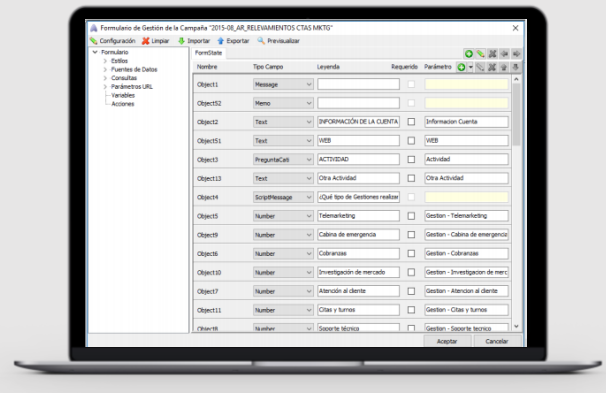 Formulario de Gestión de la Campaña "2015-08_AR_RELEVAMIENTOS CTAS MKTG"
Configuración Limpiar Importar Exportar Previsualizar
Formulario
Estilos
Fuentes de Datos
Consultas
Parámetros URL
Variables
Acciones
FormState
Nombre Tipo Campo Leyenda Requerido Parámetro
Object1 Message
Object52 Memo
Object2 Text INFORMACIÓN DE LA CUENTA Informacion Cuenta
Object51 Text WEB WEB
Object3 PreguntaCati ACTIVIDAD Actividad
Object13 Text Otra Actividad Otra Actividad
Object4 ScriptMessage ¿Qué tipo de Gestiones realizar
Object5 Number Telemarketing Gestion - Telemarketing
Object9 Number Cabina de emergencia Gestion - Cabina de emergencia
Object6 Number Cobranzas Gestion - Cobranzas
Object10 Number Investigación de mercado Gestion - Investigacion de merc
Object7 Number Atención al cliente Gestion - Atencion al cliente
Object11 Number Citas y turnos Gestion - Citas y turnos
Object8 Number Soporte técnico Gestion - Soporte tecnico
Aceptar Cancelar